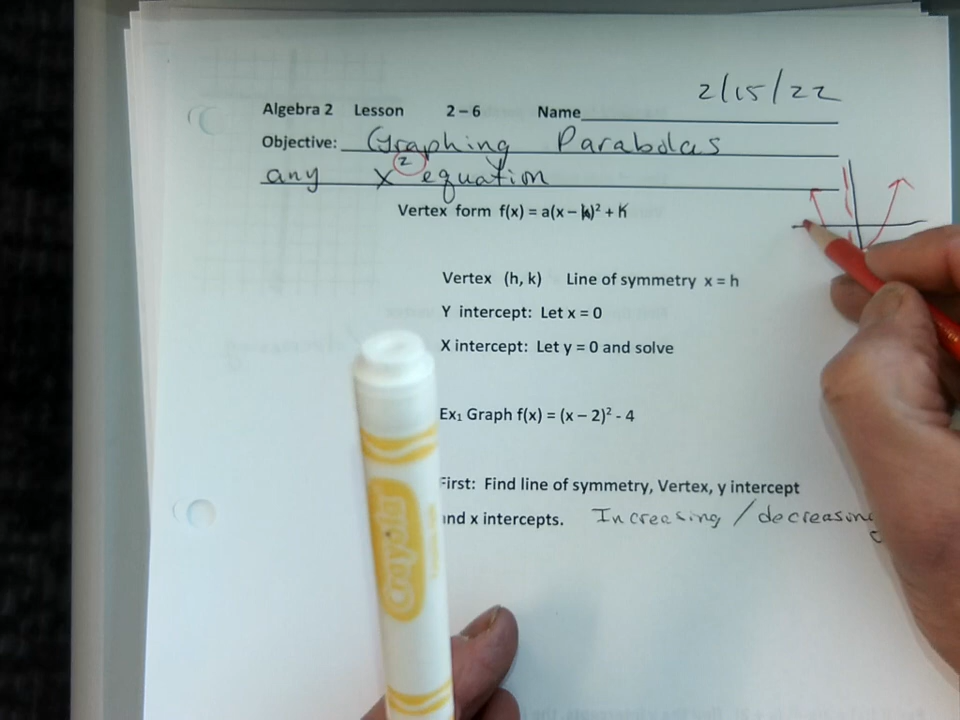 2/15/22
Algebra 2 Lesson 2 – 6 Name
Objective: Graphing Parabolas
any x² equation
Vertex form f(x) = a(x – h)² + K
Vertex (h, k) Line of symmetry x = h
Y intercept: Let x = 0
X intercept: Let y = 0 and solve
Ex₁ Graph f(x) = (x – 2)² - 4
First: Find line of symmetry, Vertex, y intercept
and x intercepts. Increasing / decreasing
Crayola